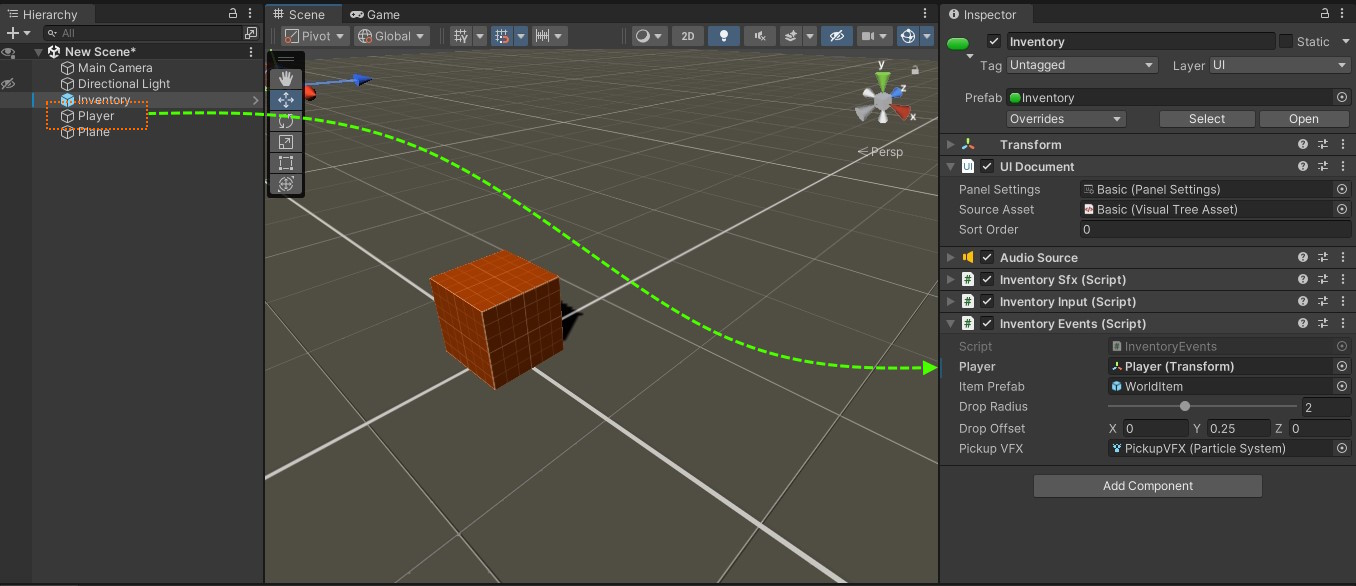 Hierarchy
All
New Scene*
Main Camera
Directional Light
Inventory
Player
Plane
Scene
Game
Pivot
Global
2D
y
z
x
Persp
Inspector
Inventory
Static
Tag Untagged Layer UI
Prefab Inventory
Overrides Select Open
Transform
UI Document
Panel Settings Basic (Panel Settings)
Source Asset Basic (Visual Tree Asset)
Sort Order 0
Audio Source
# Inventory Sfx (Script)
# Inventory Input (Script)
# Inventory Events (Script)
Script # InventoryEvents
Player Player (Transform)
Item Prefab WorldItem
Drop Radius 2
Drop Offset X 0 Y 0.25 Z 0
Pickup VFX PickupVFX (Particle System)
Add Component